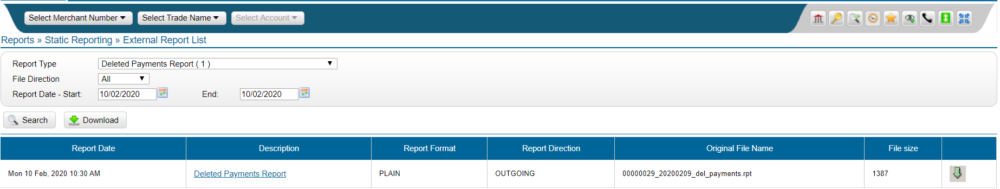 Select Merchant Number Select Trade Name Select Account
Reports » Static Reporting » External Report List
Report Type Deleted Payments Report ( 1 )
File Direction All
Report Date - Start: 10/02/2020 End: 10/02/2020
Search Download
Report Date Description Report Format Report Direction Original File Name File size
Mon 10 Feb, 2020 10:30 AM Deleted Payments Report PLAIN OUTGOING 00000029_20200209_del_payments.rpt 1387